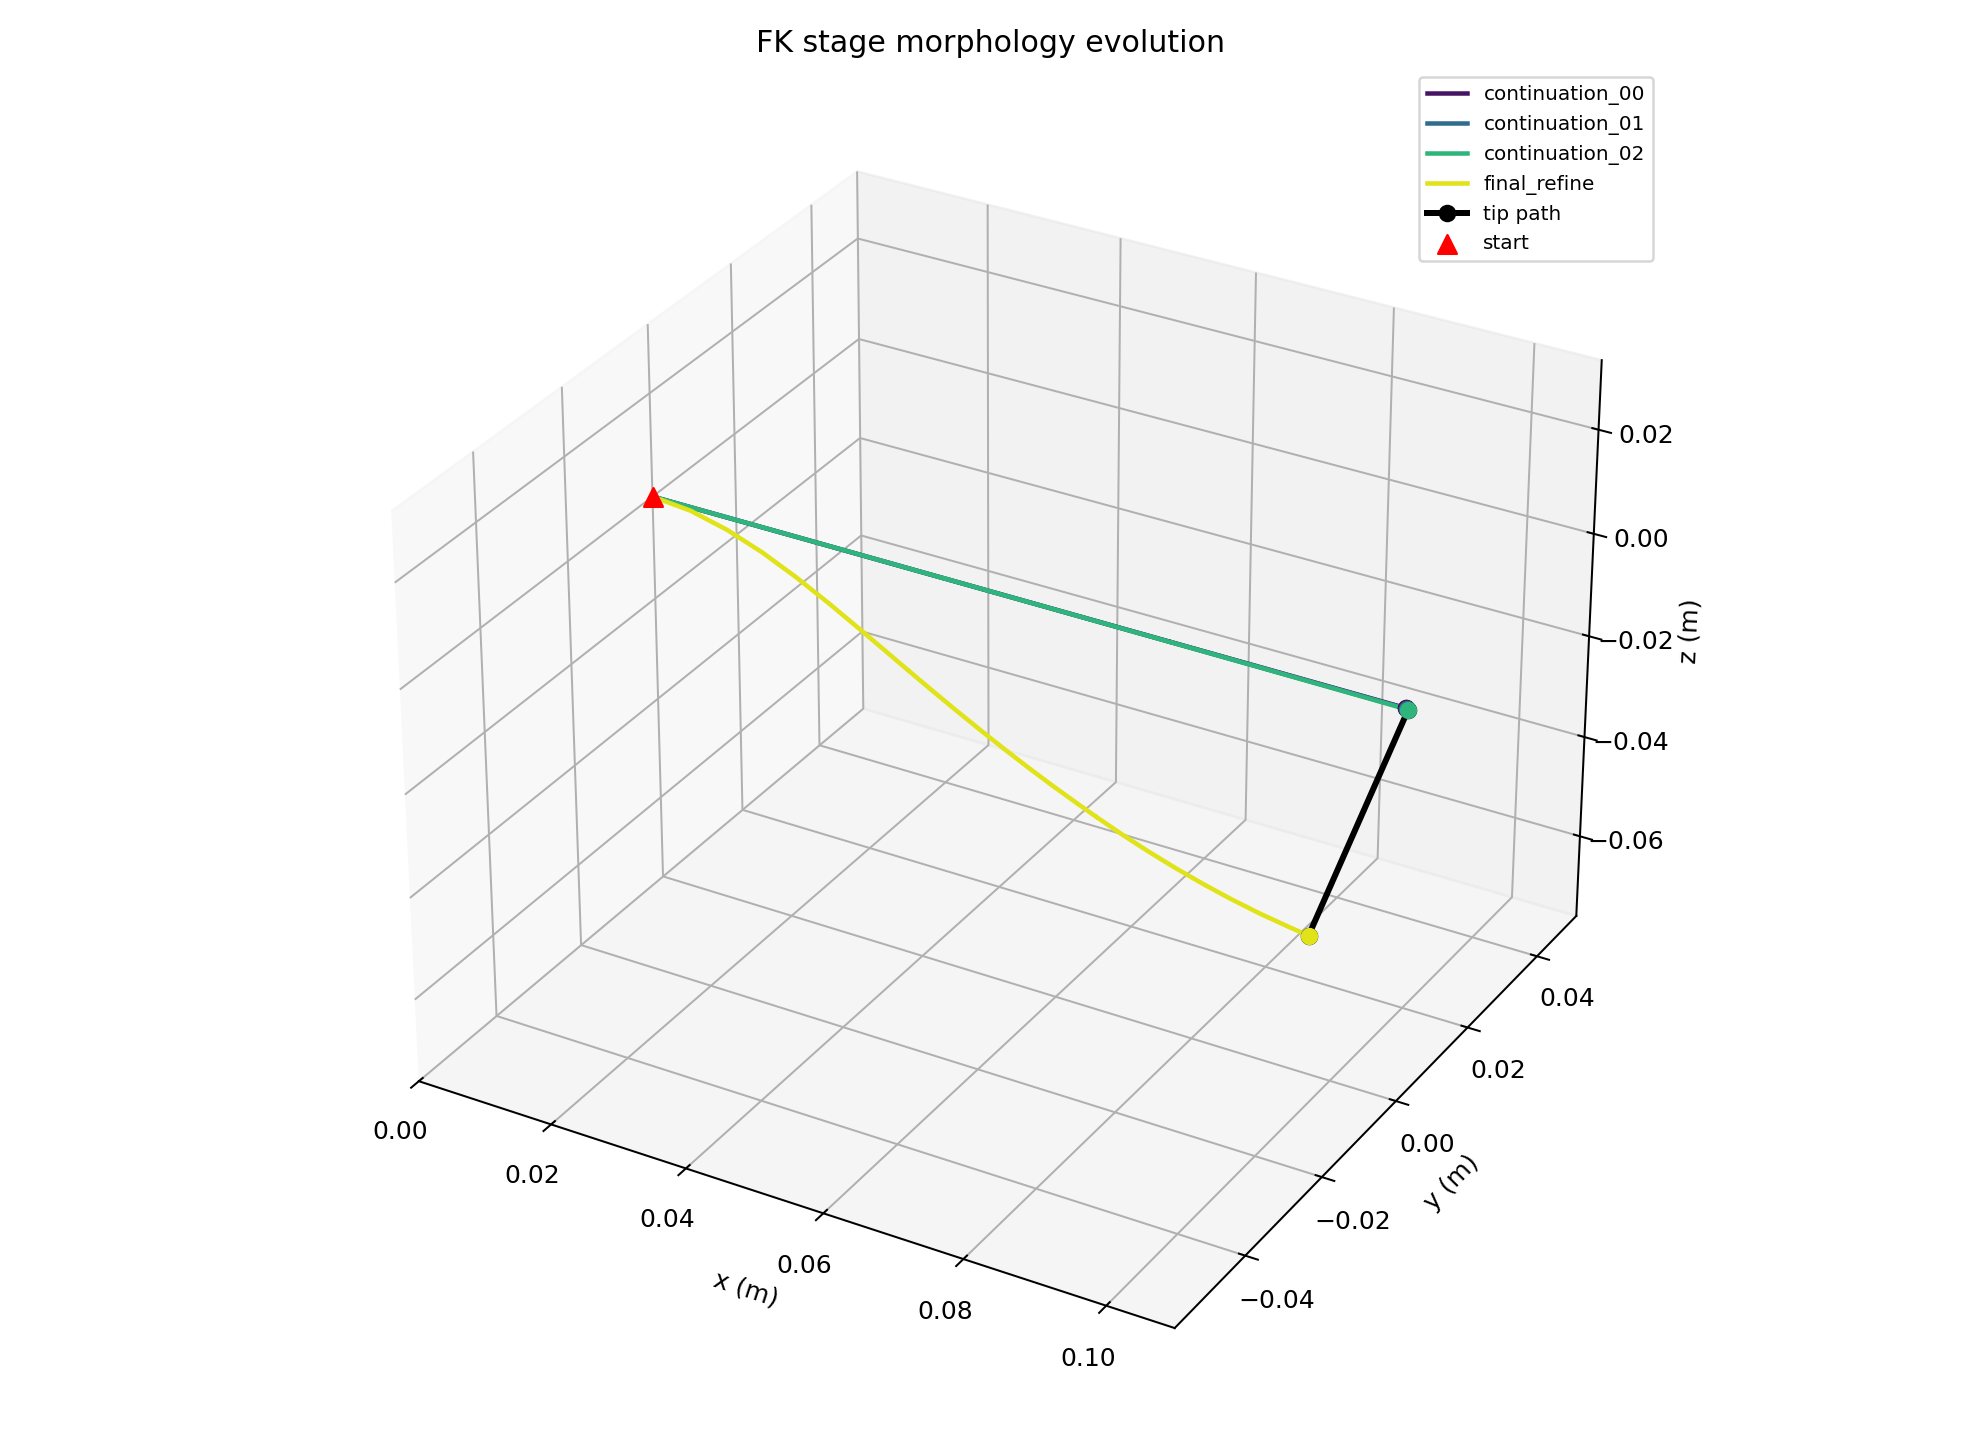 FK stage morphology evolution
continuation_00
continuation_01
continuation_02
final_refine
tip path
start
0.02
0.00
−0.02
−0.04
−0.06
z (m)
0.04
0.02
0.00
−0.02
−0.04
y (m)
0.00
0.02
0.04
0.06
0.08
0.10
x (m)